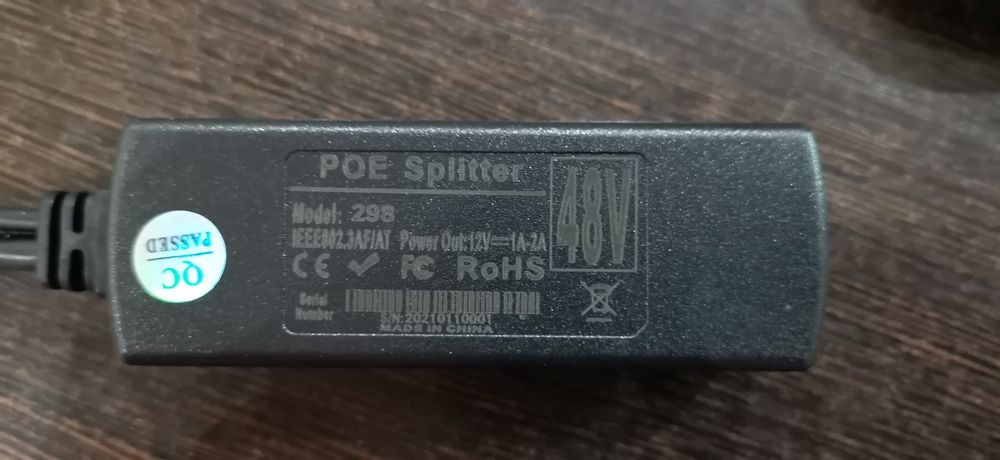 POE Splitter
48V
Model: 298
IEEE802.3AF/AT Power Out:12V⎓1A-2A
CE FC RoHS
Serial
Number
S/N:20210110001
MADE IN CHINA
QC
PASSED